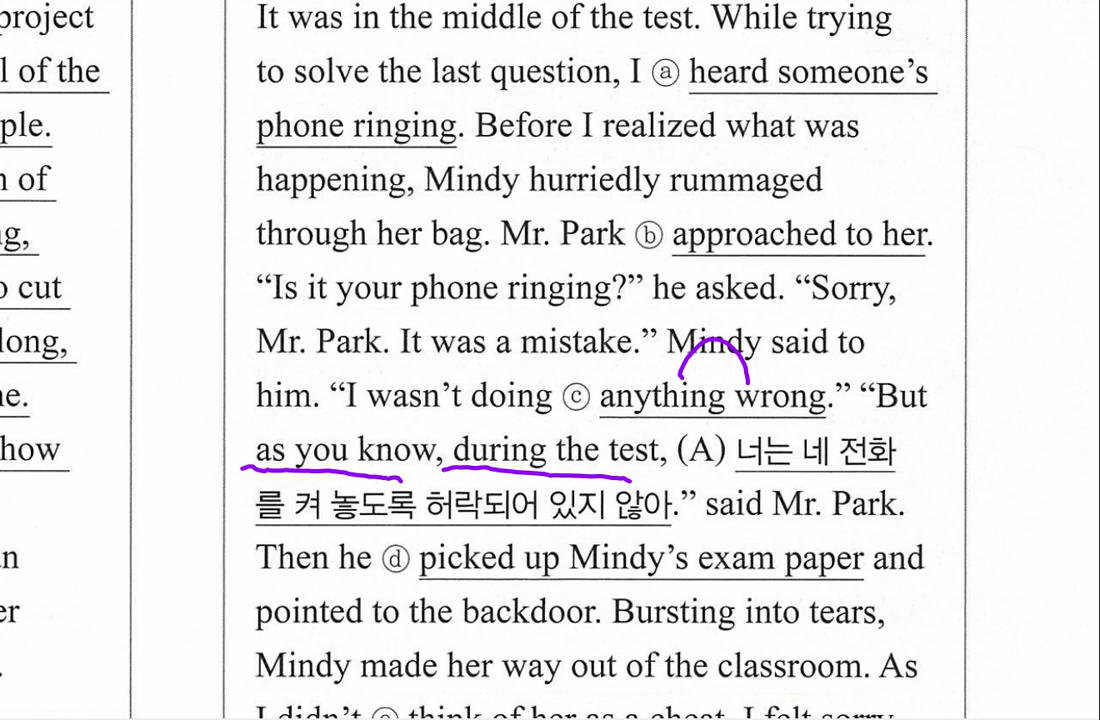 project
l of the
ple.
n of
g,
o cut
long,
e.
how
n
er
It was in the middle of the test. While trying
to solve the last question, I ⓐ heard someone’s
phone ringing. Before I realized what was
happening, Mindy hurriedly rummaged
through her bag. Mr. Park ⓑ approached to her.
“Is it your phone ringing?” he asked. “Sorry,
Mr. Park. It was a mistake.” Mindy said to
him. “I wasn’t doing ⓒ anything wrong.” “But
as you know, during the test, (A) 너는 네 전화
를 켜 놓도록 허락되어 있지 않아.” said Mr. Park.
Then he ⓓ picked up Mindy’s exam paper and
pointed to the backdoor. Bursting into tears,
Mindy made her way out of the classroom. As
I didn’t ⓔ think of her as a cheat, I felt sorry